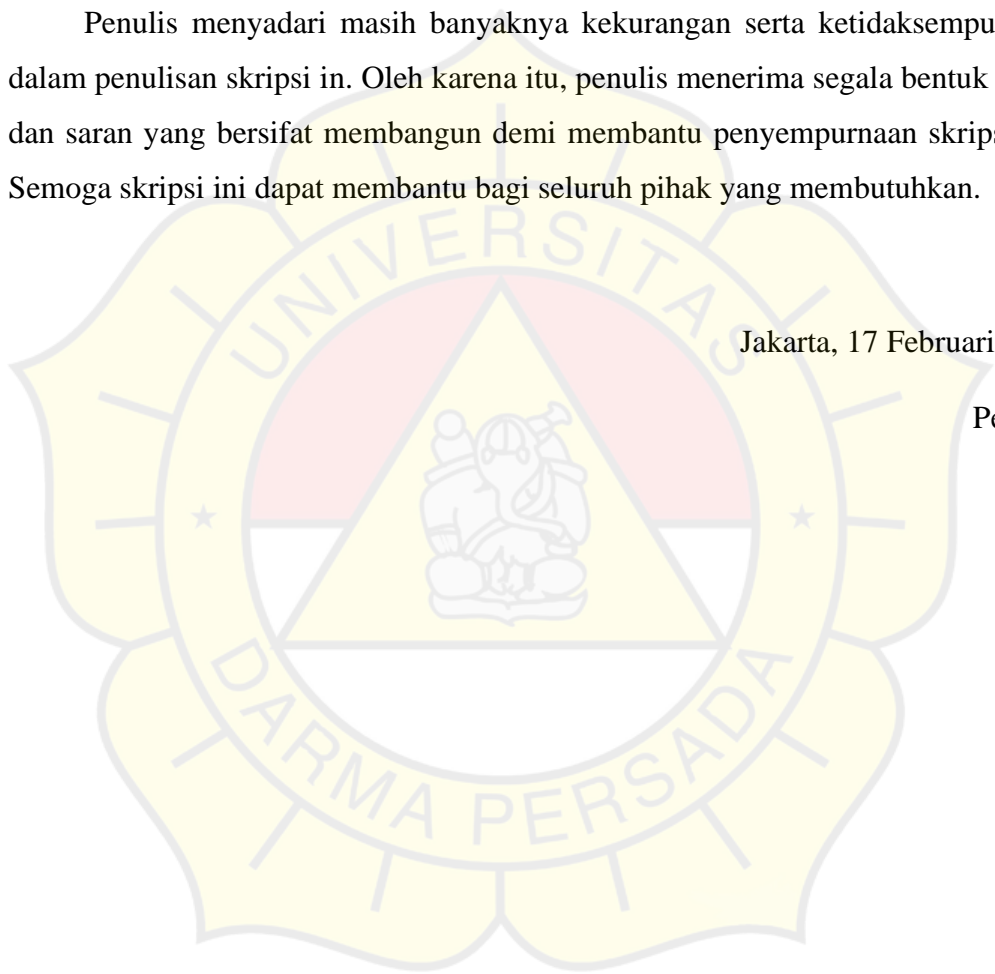 Penulis menyadari masih banyaknya kekurangan serta ketidaksempu
dalam penulisan skripsi in. Oleh karena itu, penulis menerima segala bentuk
dan saran yang bersifat membangun demi membantu penyempurnaan skrips
Semoga skripsi ini dapat membantu bagi seluruh pihak yang membutuhkan.
UNIVERSITAS
Jakarta, 17 Februari
Pe
DARMA PERSADA